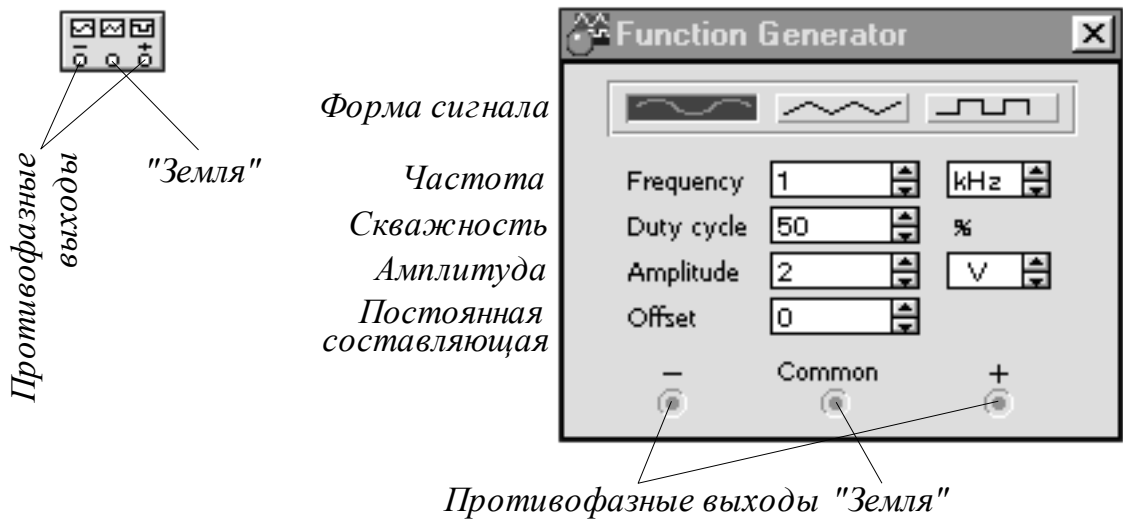 − +
Противофазные
выходы
"Земля"
Function Generator
Форма сигнала
Частота Frequency 1 kHz
Скважность Duty cycle 50 %
Амплитуда Amplitude 2 V
Постоянная
составляющая
Offset 0
− Common +
Противофазные выходы "Земля"